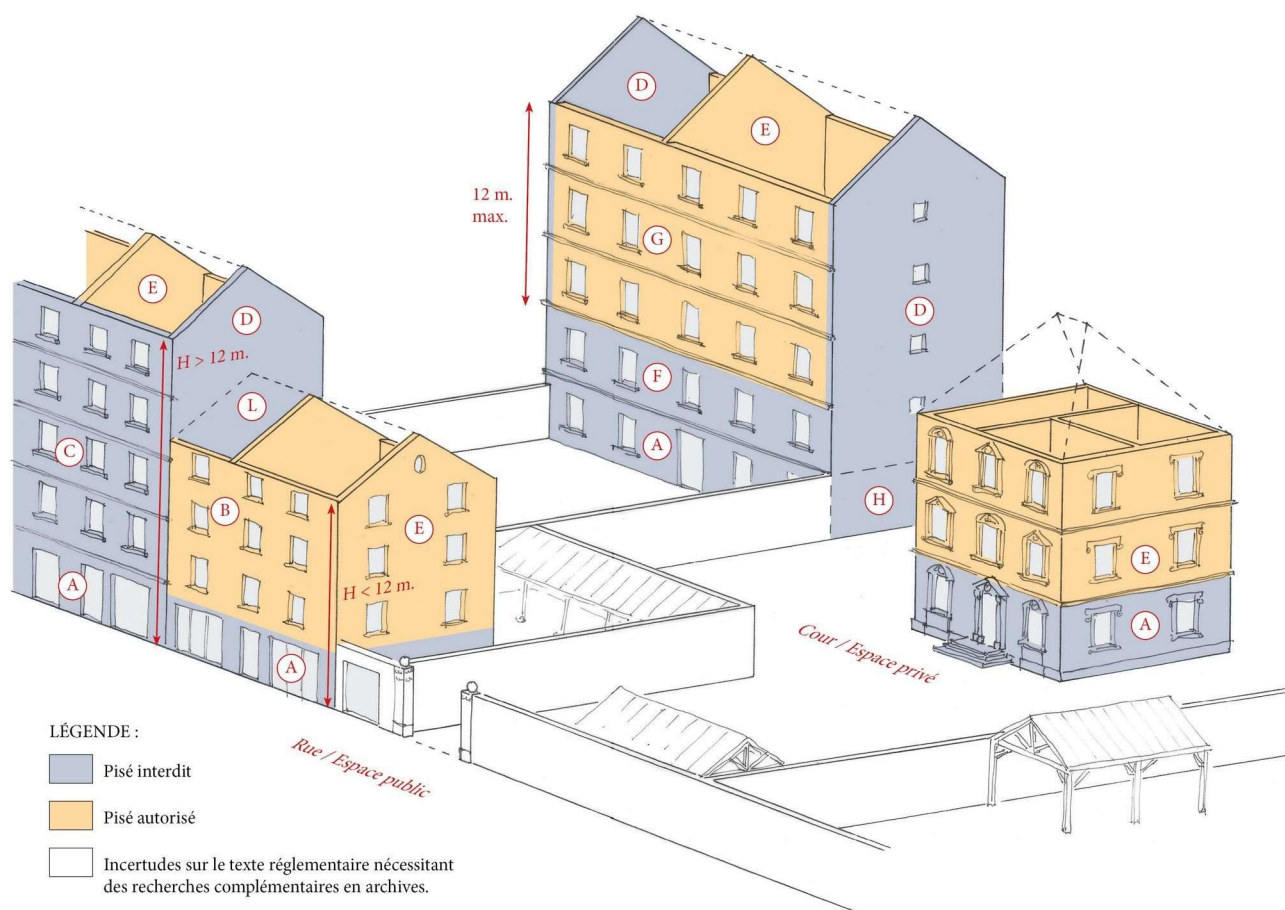 D
E
12 m.
max.
G
D
F
A
H
E
D
H > 12 m.
L
C
B
E
H < 12 m.
A
A
E
A
Cour / Espace privé
Rue / Espace public
LÉGENDE :
Pisé interdit
Pisé autorisé
Incertudes sur le texte réglementaire nécessitant
des recherches complémentaires en archives.